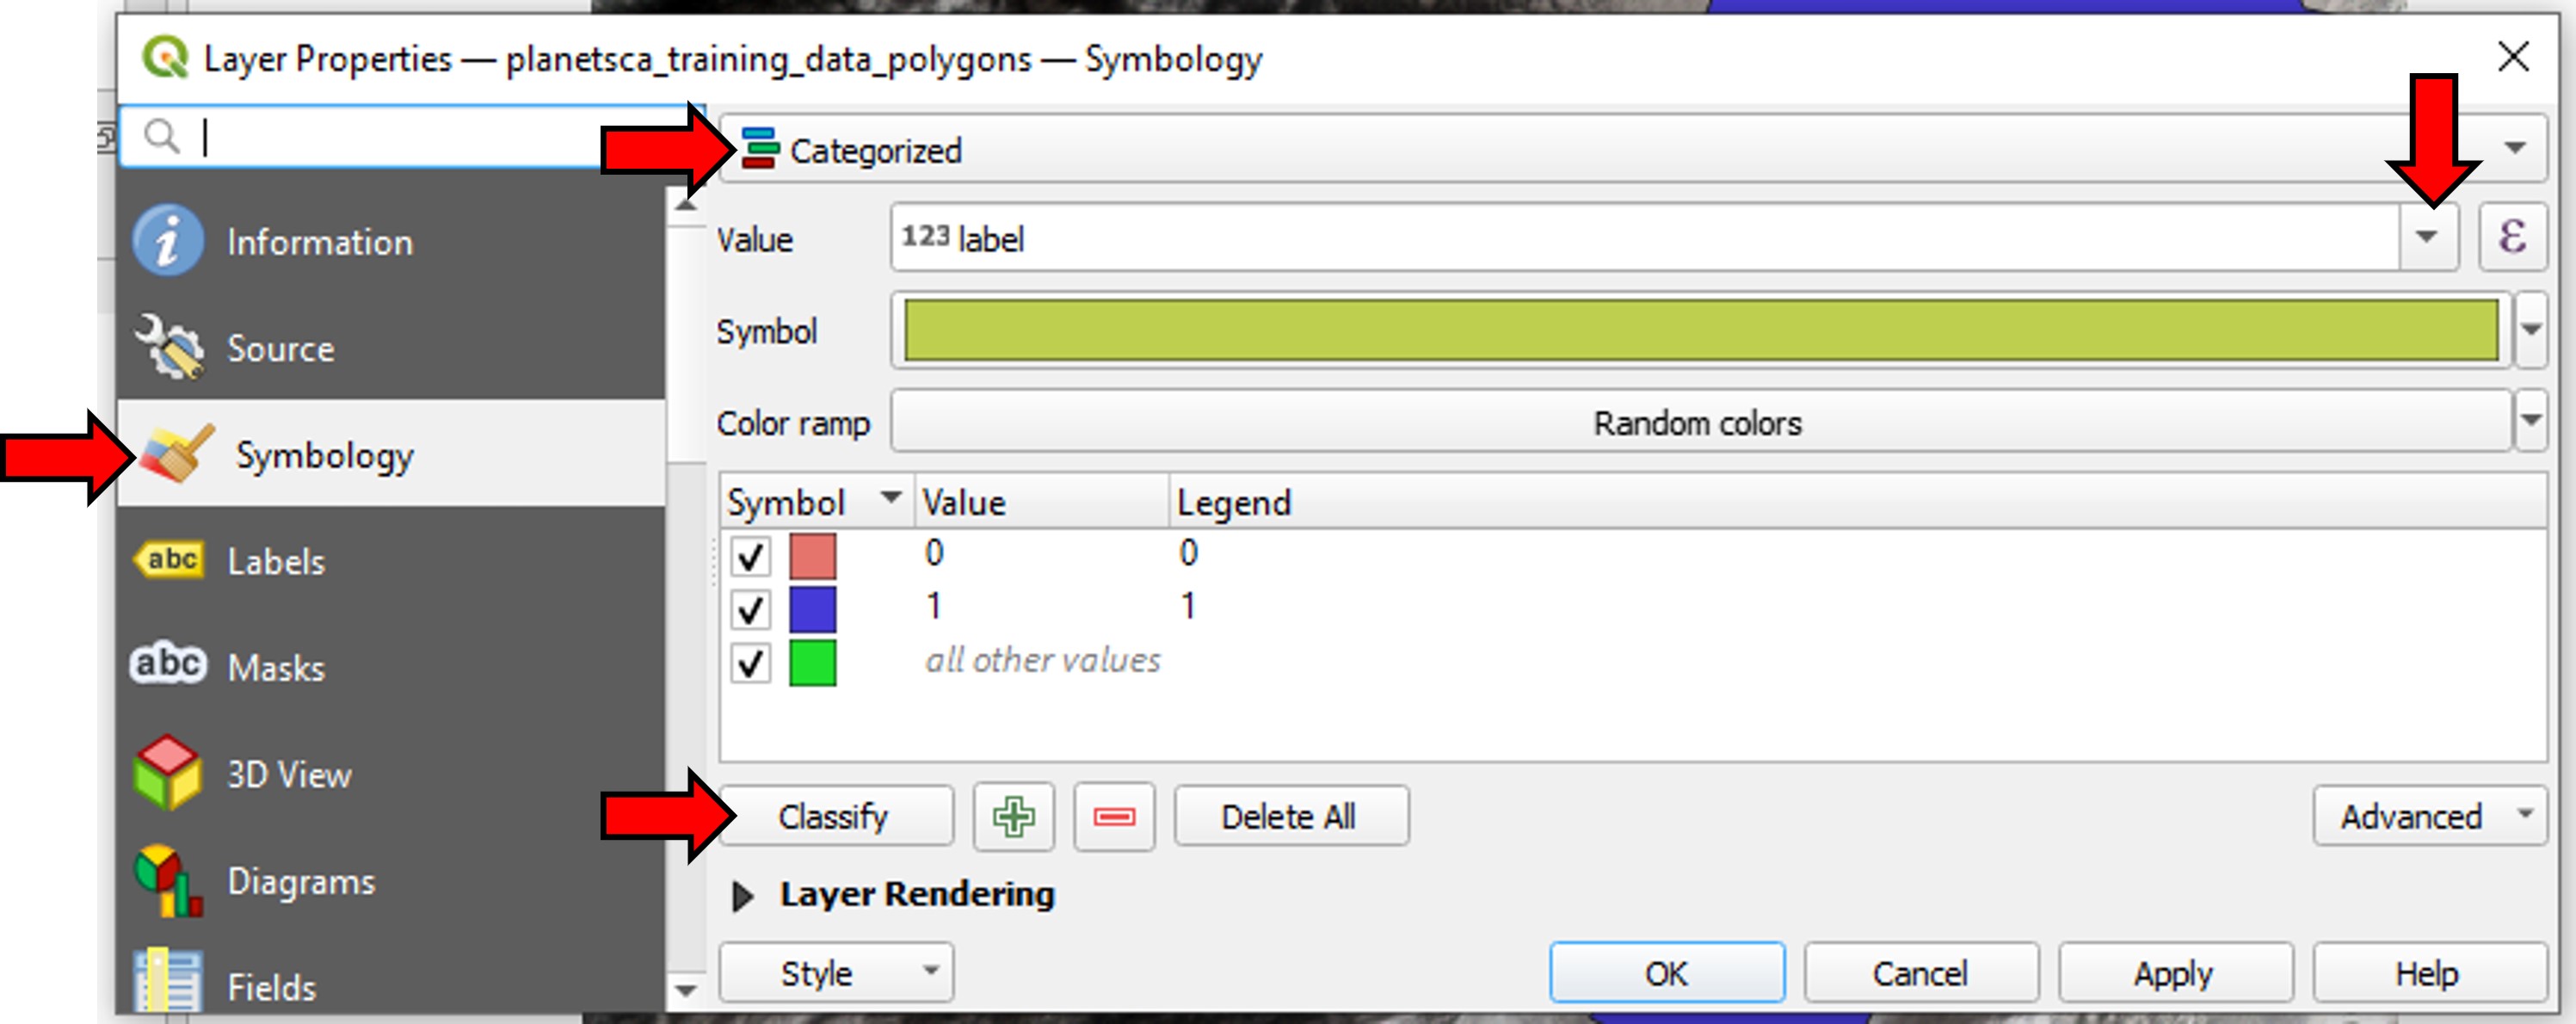 Layer Properties — planetsca_training_data_polygons — Symbology
Information
Source
Symbology
abc Labels
abc Masks
3D View
Diagrams
Fields
Categorized
Value 123 label ε
Symbol
Color ramp Random colors
Symbol Value Legend
0 0
1 1
all other values
Classify Delete All Advanced
Layer Rendering
Style OK Cancel Apply Help